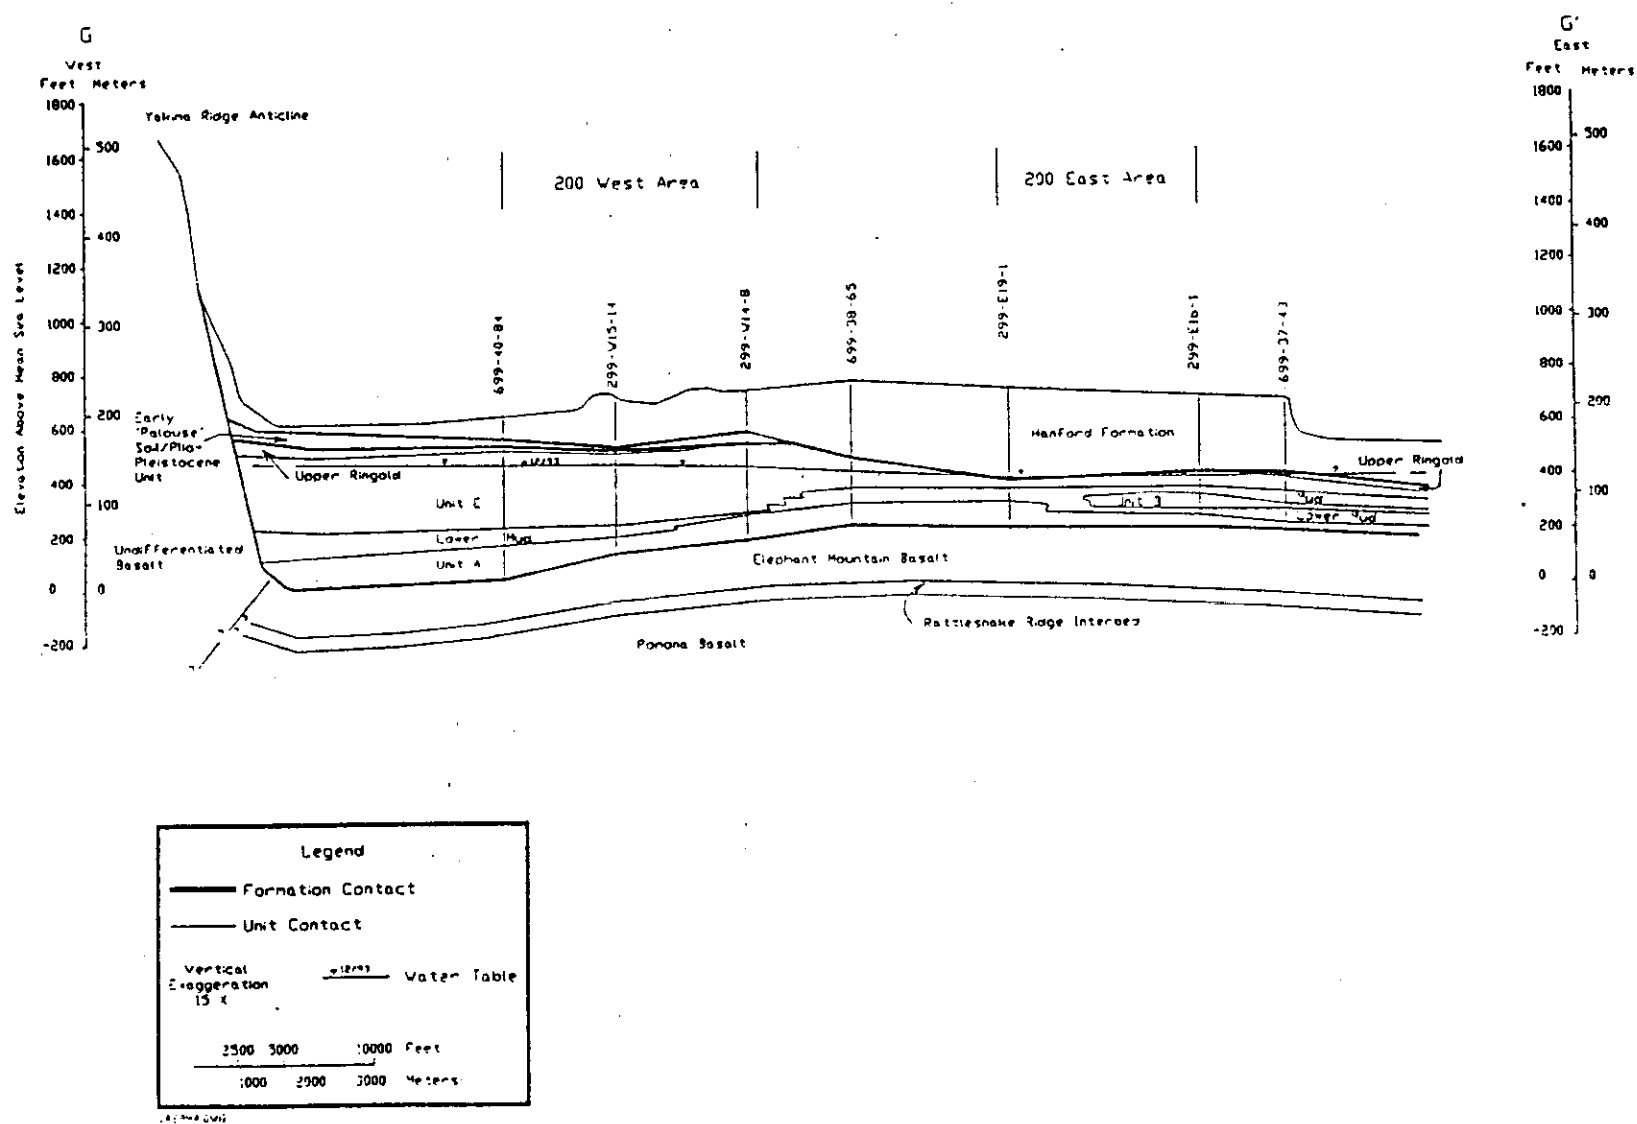 G
West
Feet Meters
G'
East
Feet Meters
1800
1600
1400
1200
1000
800
600
400
200
0
-200
500
400
300
200
100
0
Elevation Above Mean Sea Level
Yakima Ridge Anticline
200 West Area
200 East Area
699-40-84
299-W15-14
299-W14-8
699-38-65
299-E19-1
299-E16-1
699-37-43
Early
"Palouse"
Soil/Plio-
Pleistocene
Unit
Upper Ringold
12/93
Hanford Formation
Upper Ringold
Unit E
Mud
Lower Mud
Lower Mud
Unit A
Undifferentiated
Basalt
Elephant Mountain Basalt
Rattlesnake Ridge Interbed
Pomona Basalt
?
?
?
1800
1600
1400
1200
1000
800
600
400
200
0
-200
500
400
300
200
100
0
Legend
Formation Contact
Unit Contact
Vertical
Exaggeration
15 X
12/93 Water Table
2500 5000 10000 Feet
1000 2000 3000 Meters